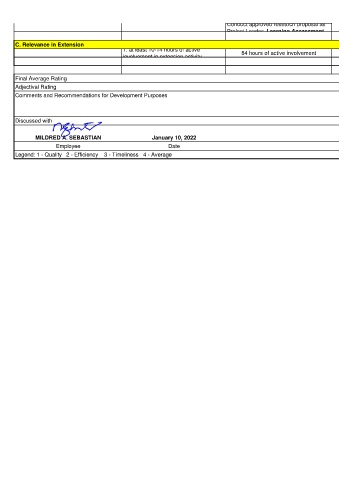 Conduct approved research proposal as
Project Leader. Learning Assessment
C. Relevance in Extension
1. at least 10/14 hours of active
involvement in extension activity
84 hours of active involvement
Final Average Rating
Adjectival Rating
Comments and Recommendations for Development Purposes
Discussed with
MILDRED A. SEBASTIAN January 10, 2022
Employee Date
Legend: 1 - Quality 2 - Efficiency 3 - Timeliness 4 - Average